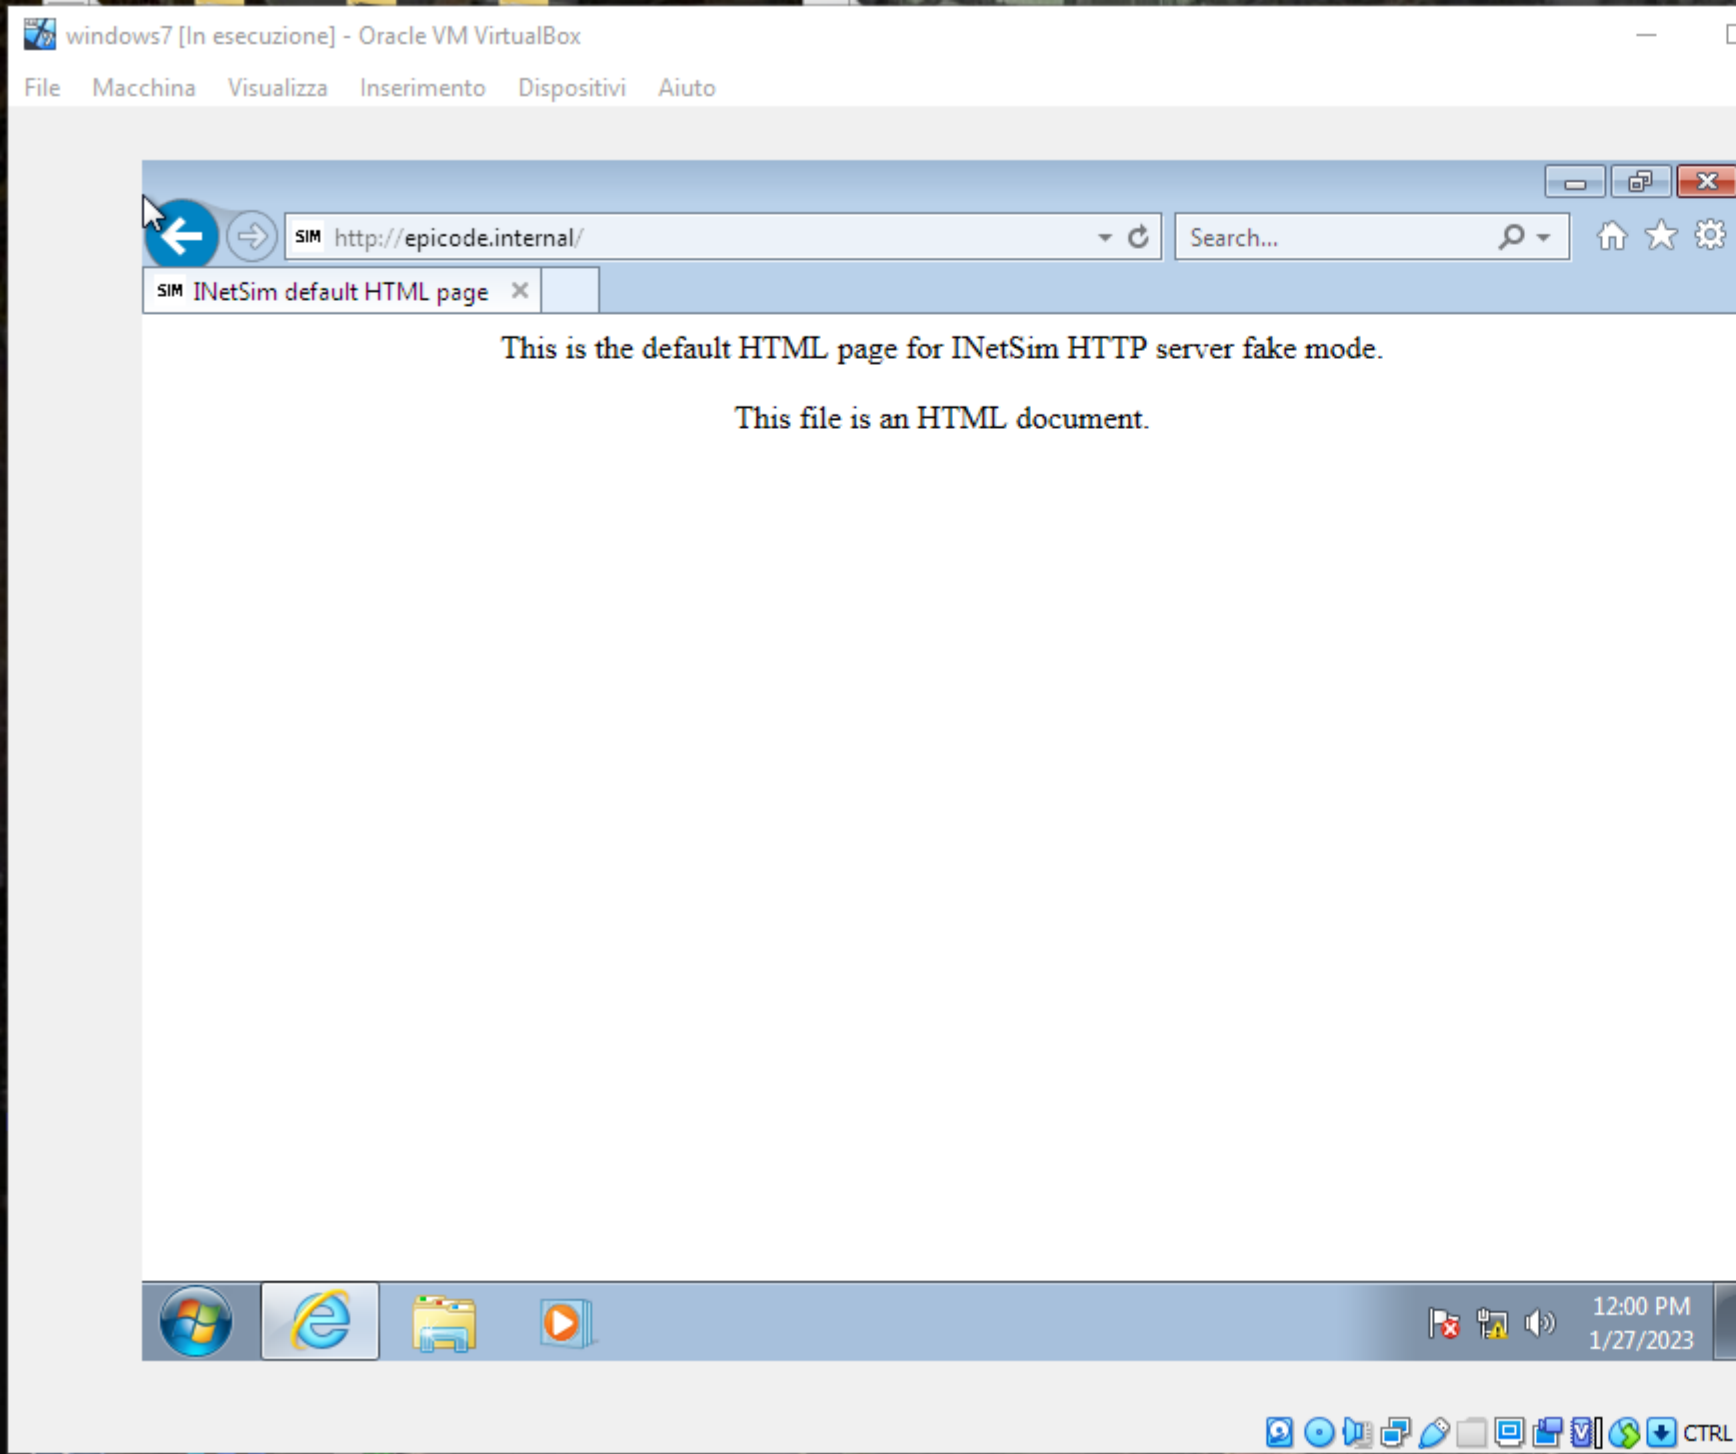 windows7 [In esecuzione] - Oracle VM VirtualBox
File Macchina Visualizza Inserimento Dispositivi Aiuto
SIM http://epicode.internal/ Search...
SIM INetSim default HTML page
This is the default HTML page for INetSim HTTP server fake mode.
This file is an HTML document.
12:00 PM
1/27/2023
CTRL